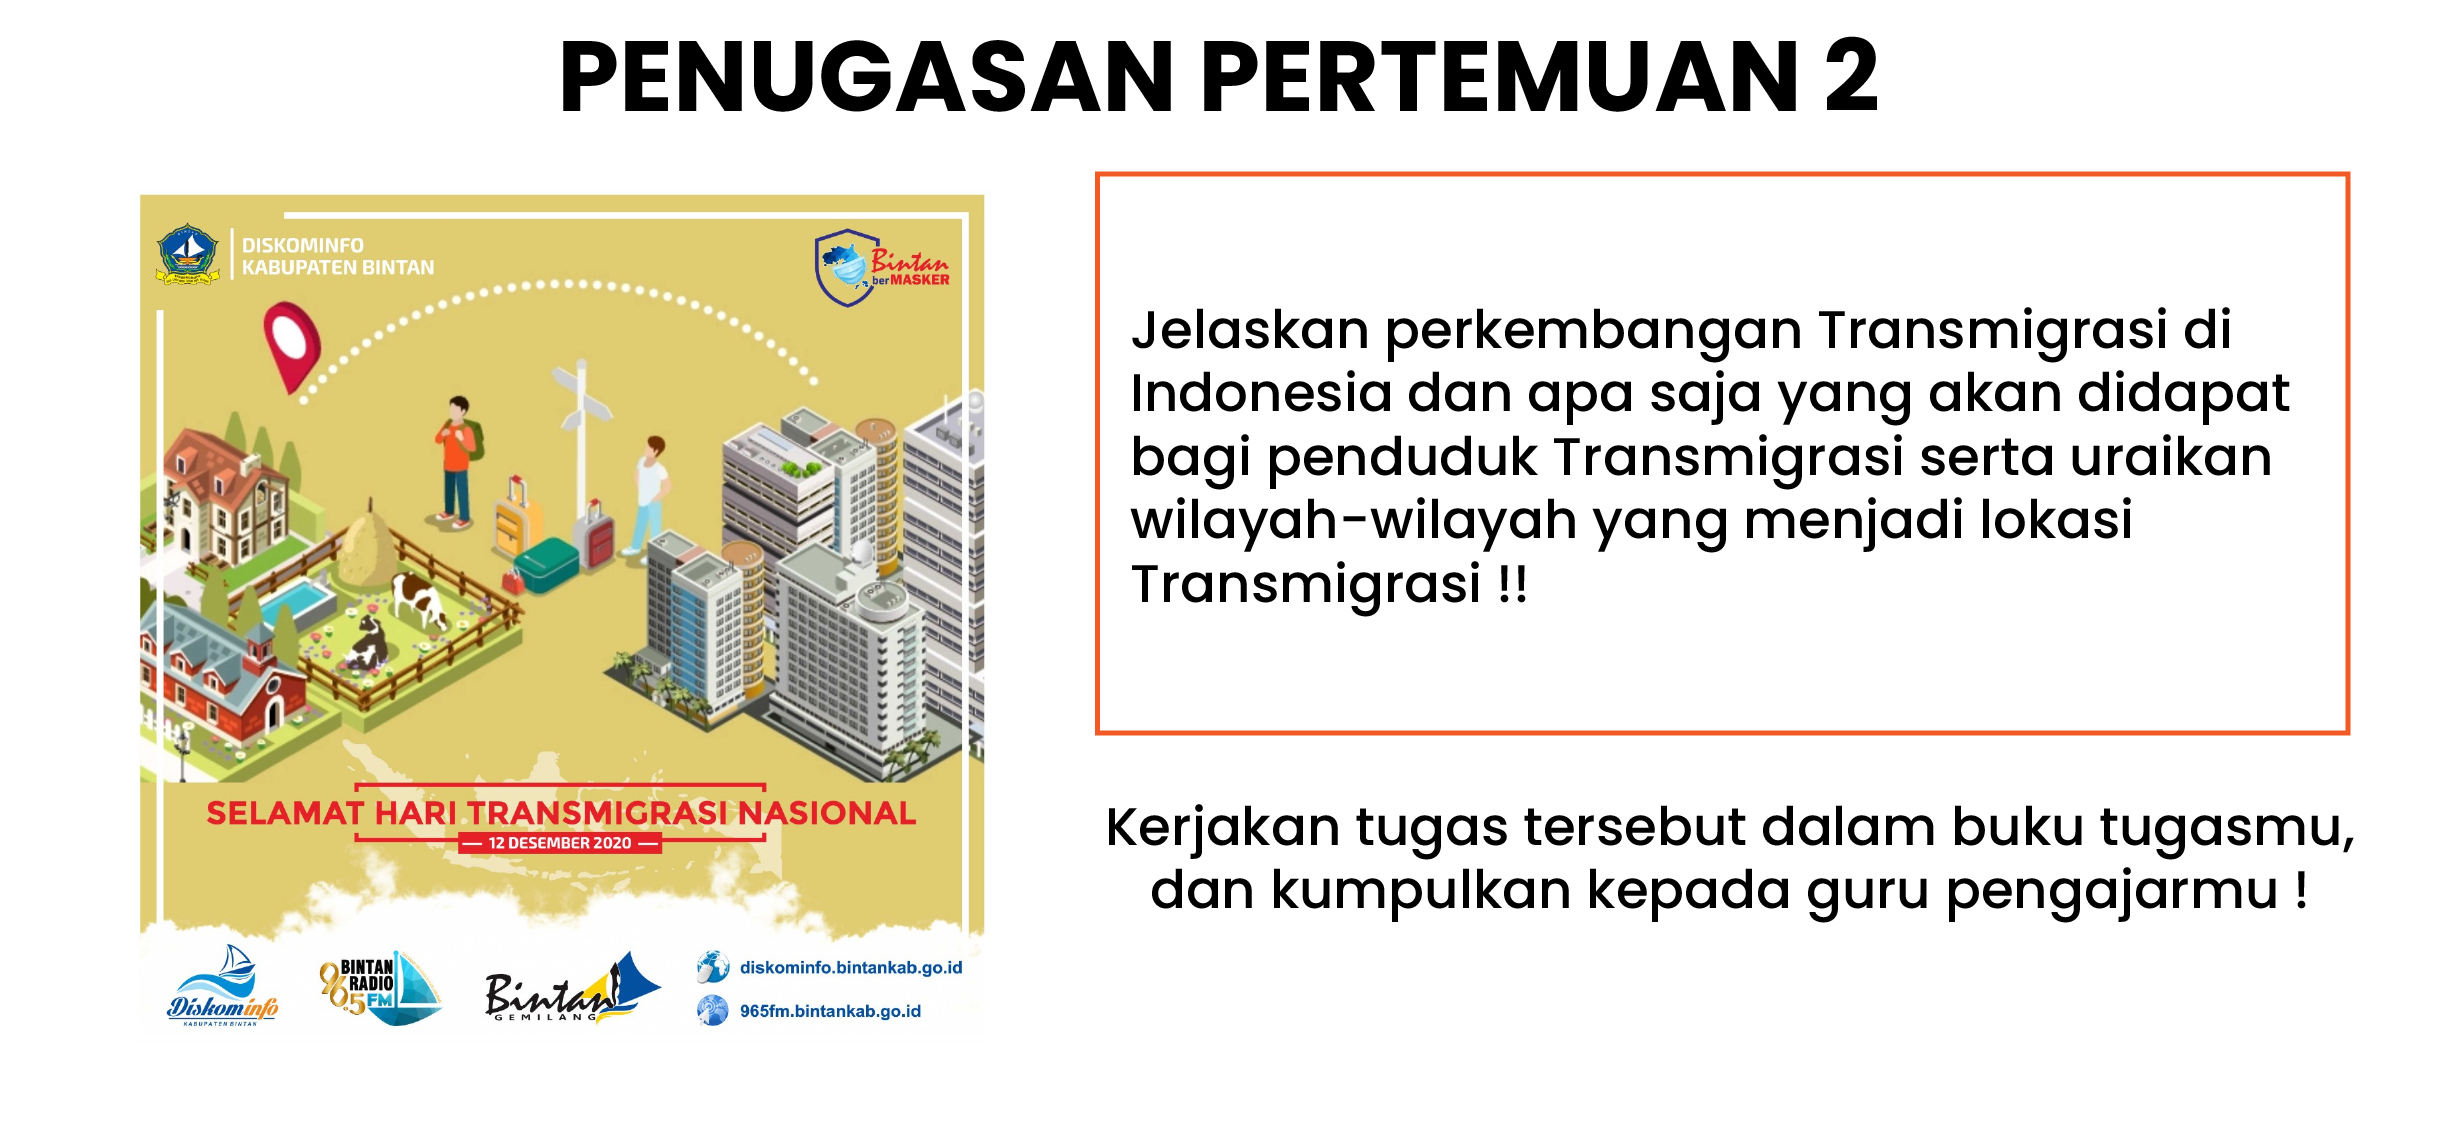 PENUGASAN PERTEMUAN 2
DISKOMINFO
KABUPATEN BINTAN
Bintan
berMASKER
SELAMAT HARI TRANSMIGRASI NASIONAL
12 DESEMBER 2020
Diskominfo
KABUPATEN BINTAN
BINTAN
RADIO
96.5 FM
Bintan
GEMILANG
diskominfo.bintankab.go.id
965fm.bintankab.go.id
Jelaskan perkembangan Transmigrasi di
Indonesia dan apa saja yang akan didapat
bagi penduduk Transmigrasi serta uraikan
wilayah-wilayah yang menjadi lokasi
Transmigrasi !!
Kerjakan tugas tersebut dalam buku tugasmu,
dan kumpulkan kepada guru pengajarmu !